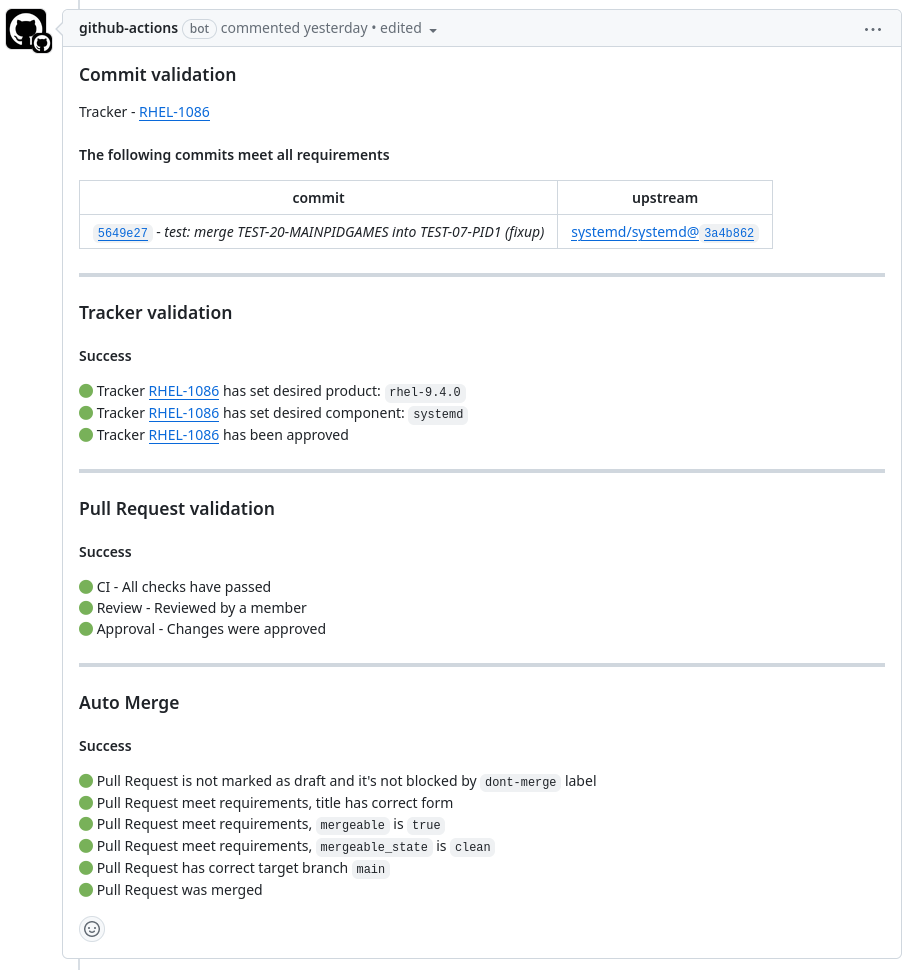 github-actions bot commented yesterday • edited
Commit validation
Tracker - RHEL-1086
The following commits meet all requirements
commit upstream
5649e27 - test: merge TEST-20-MAINPIDGAMES into TEST-07-PID1 (fixup) systemd/systemd@ 3a4b862
Tracker validation
Success
Tracker RHEL-1086 has set desired product: rhel-9.4.0
Tracker RHEL-1086 has set desired component: systemd
Tracker RHEL-1086 has been approved
Pull Request validation
Success
CI - All checks have passed
Review - Reviewed by a member
Approval - Changes were approved
Auto Merge
Success
Pull Request is not marked as draft and it's not blocked by dont-merge label
Pull Request meet requirements, title has correct form
Pull Request meet requirements, mergeable is true
Pull Request meet requirements, mergeable_state is clean
Pull Request has correct target branch main
Pull Request was merged